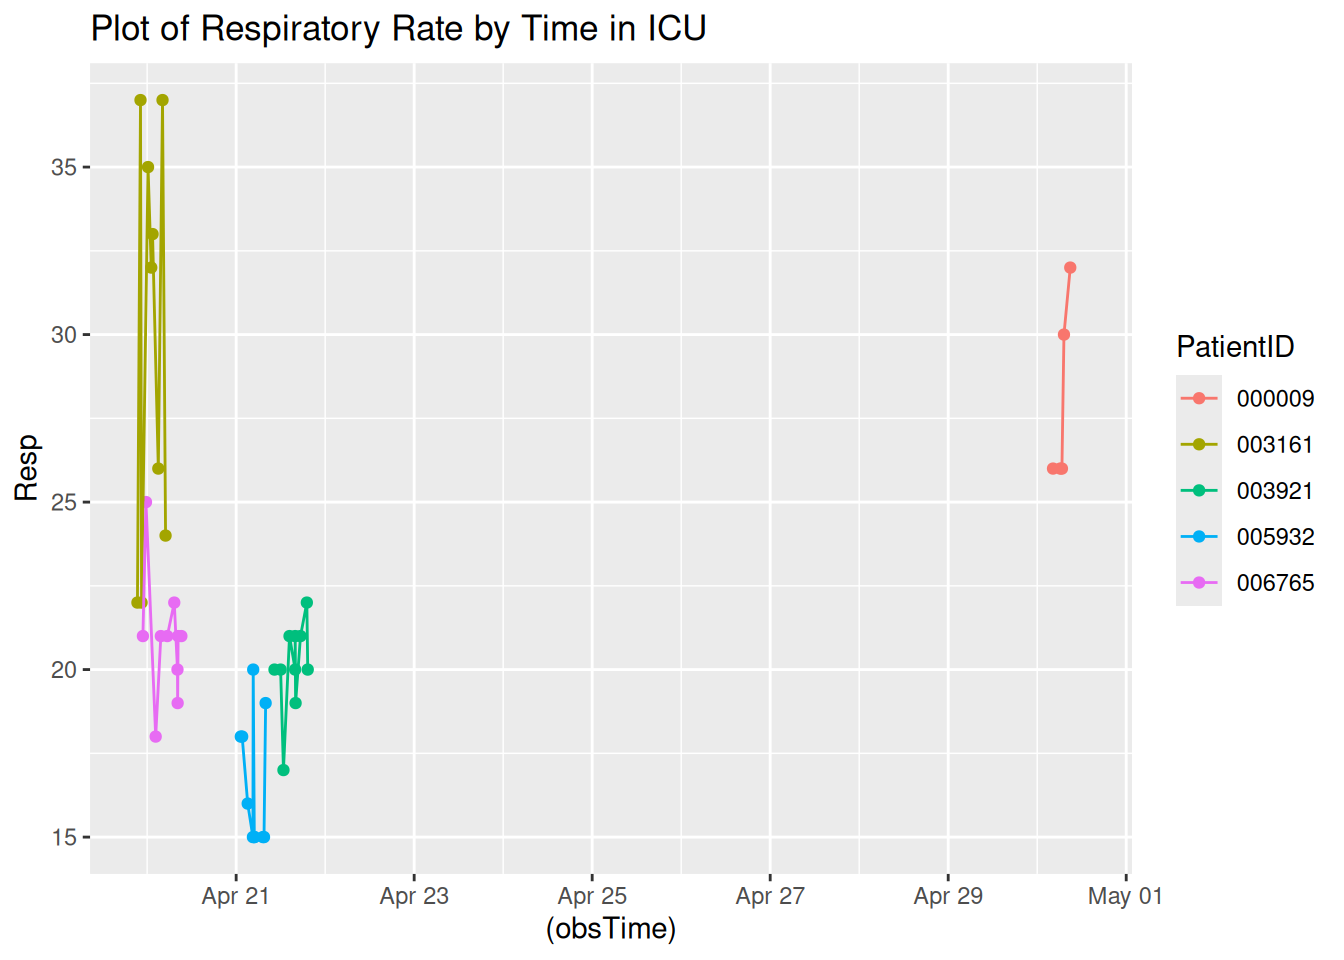 Plot of Respiratory Rate by Time in ICU
Resp
35
30
25
20
15
Apr 21
Apr 23
Apr 25
Apr 27
Apr 29
May 01
(obsTime)
PatientID
000009
003161
003921
005932
006765